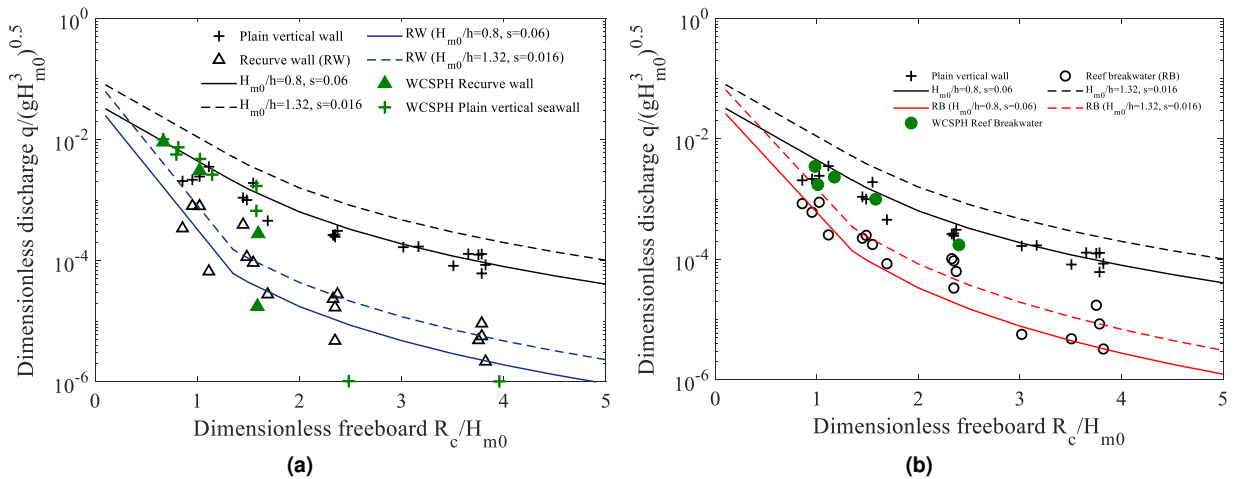 Dimensionless discharge q/(gH³m0)^0.5
10^0
10^-2
10^-4
10^-6
Plain vertical wall
Recurve wall (RW)
H_m0/h=0.8, s=0.06
H_m0/h=1.32, s=0.016
RW (H_m0/h=0.8, s=0.06)
RW (H_m0/h=1.32, s=0.016)
WCSPH Recurve wall
WCSPH Plain vertical seawall
0 1 2 3 4 5
Dimensionless freeboard R_c/H_m0
(a)
Dimensionless discharge q/(gH³m0)^0.5
10^0
10^-2
10^-4
10^-6
Plain vertical wall
H_m0/h=0.8, s=0.06
RB (H_m0/h=0.8, s=0.06)
WCSPH Reef Breakwater
Reef breakwater (RB)
H_m0/h=1.32, s=0.016
RB (H_m0/h=1.32, s=0.016)
0 1 2 3 4 5
Dimensionless freeboard R_c/H_m0
(b)